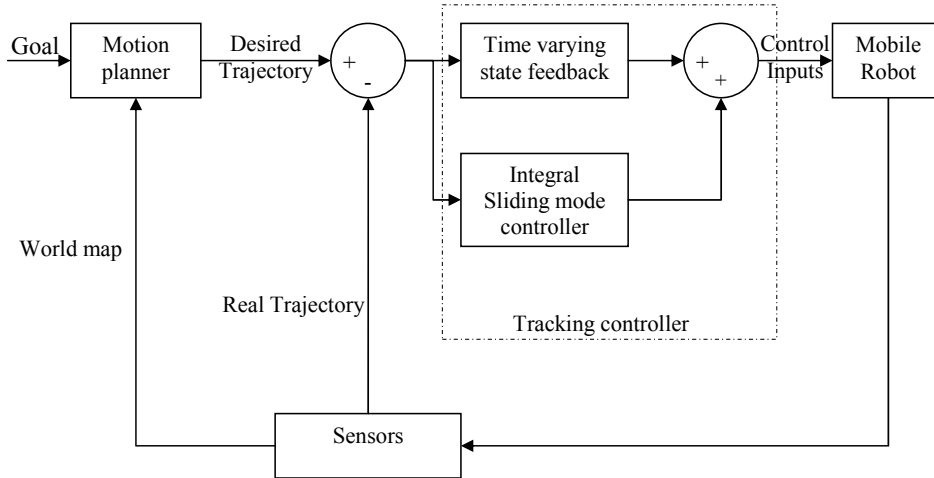 Goal
Motion
planner
Desired
Trajectory
+
-
Time varying
state feedback
+
+
Control
Inputs
Mobile
Robot
Integral
Sliding mode
controller
World map
Real Trajectory
Tracking controller
Sensors